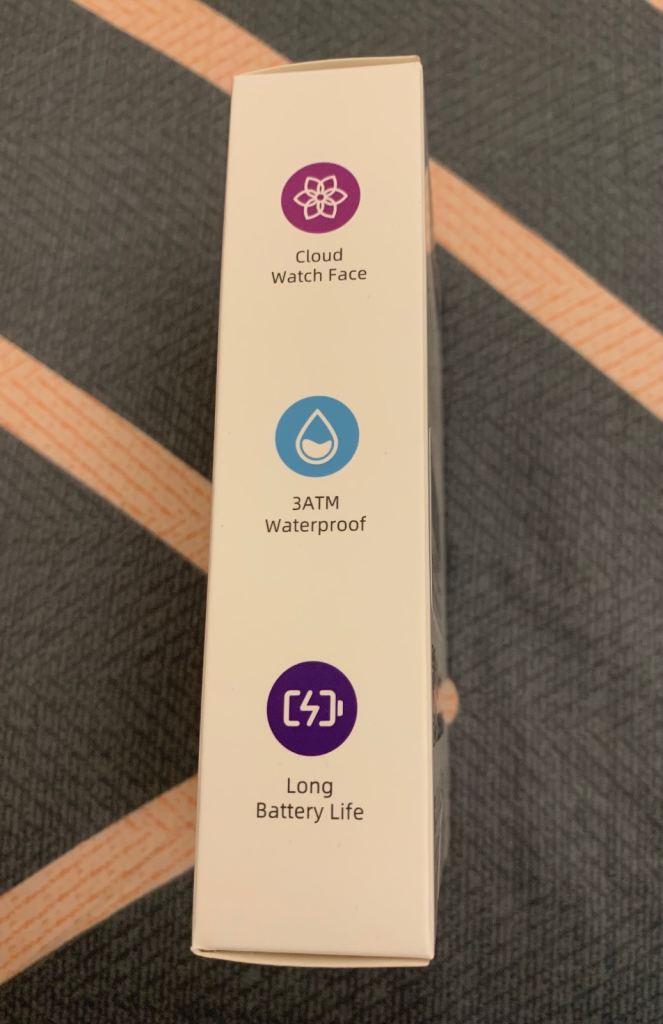 Cloud
Watch Face
3ATM
Waterproof
Long
Battery Life